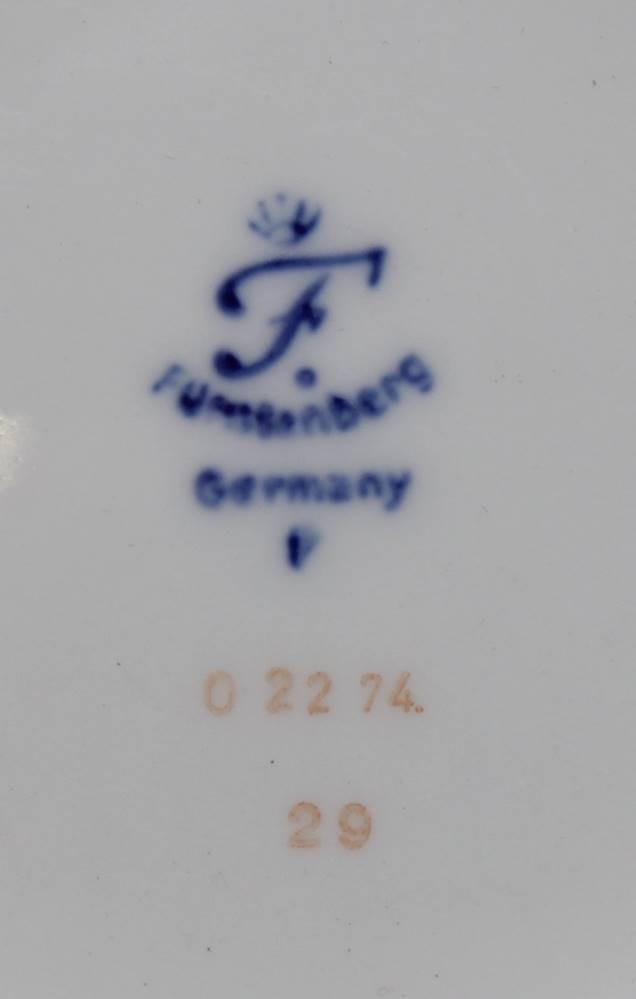 F.
Fürstenberg
Germany
0 22 74.
29